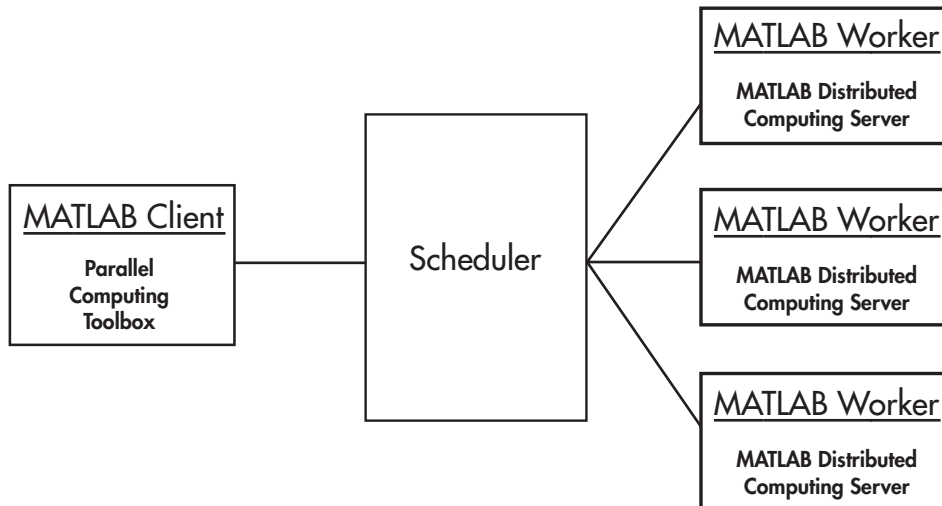 MATLAB Client
Parallel
Computing
Toolbox
Scheduler
MATLAB Worker
MATLAB Distributed
Computing Server
MATLAB Worker
MATLAB Distributed
Computing Server
MATLAB Worker
MATLAB Distributed
Computing Server